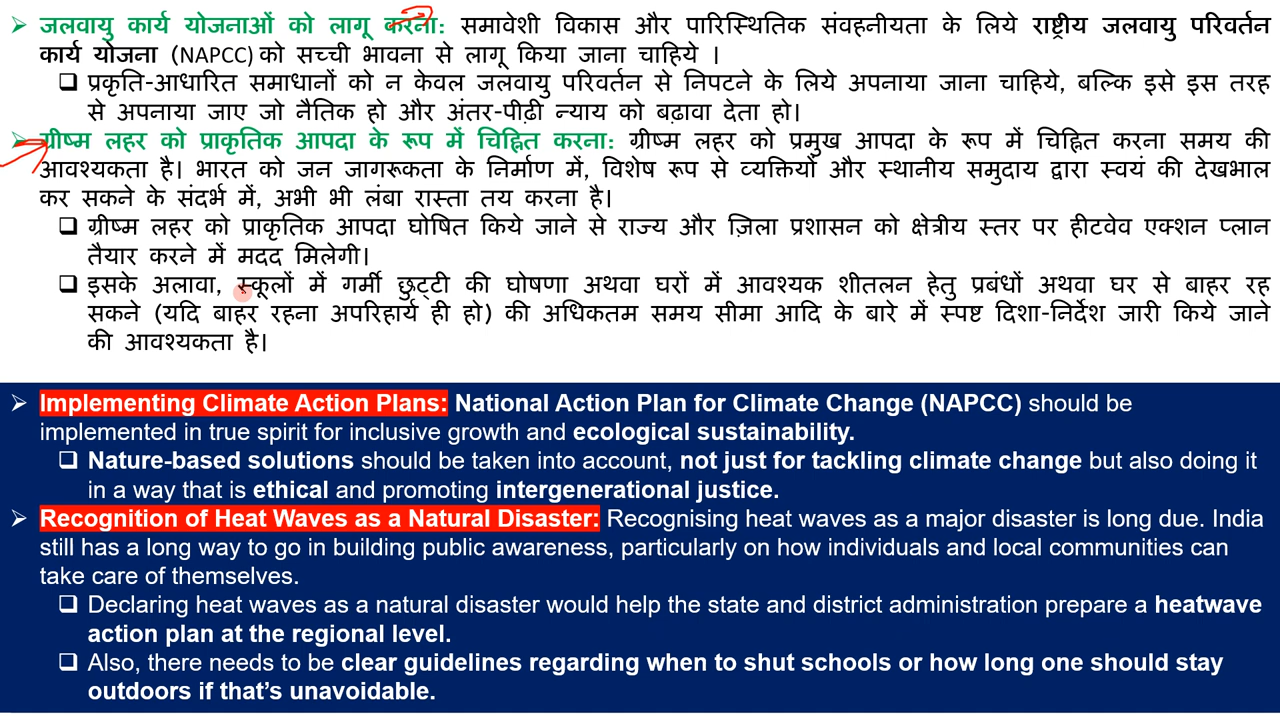 ➢ जलवायु कार्य योजनाओं को लागू करना: समावेशी विकास और पारिस्थितिक संवहनीयता के लिये राष्ट्रीय जलवायु परिवर्तन
कार्य योजना (NAPCC) को सच्ची भावना से लागू किया जाना चाहिये ।
❑ प्रकृति-आधारित समाधानों को न केवल जलवायु परिवर्तन से निपटने के लिये अपनाया जाना चाहिये, बल्कि इसे इस तरह
से अपनाया जाए जो नैतिक हो और अंतर-पीढ़ी न्याय को बढ़ावा देता हो।
➢ ग्रीष्म लहर को प्राकृतिक आपदा के रूप में चिह्नित करना: ग्रीष्म लहर को प्रमुख आपदा के रूप में चिह्नित करना समय की
आवश्यकता है। भारत को जन जागरूकता के निर्माण में, विशेष रूप से व्यक्तियों और स्थानीय समुदाय द्वारा स्वयं की देखभाल
कर सकने के संदर्भ में, अभी भी लंबा रास्ता तय करना है।
❑ ग्रीष्म लहर को प्राकृतिक आपदा घोषित किये जाने से राज्य और ज़िला प्रशासन को क्षेत्रीय स्तर पर हीटवेव एक्शन प्लान
तैयार करने में मदद मिलेगी।
❑ इसके अलावा, स्कूलों में गर्मी छुट्टी की घोषणा अथवा घरों में आवश्यक शीतलन हेतु प्रबंधों अथवा घर से बाहर रह
सकने (यदि बाहर रहना अपरिहार्य ही हो) की अधिकतम समय सीमा आदि के बारे में स्पष्ट दिशा-निर्देश जारी किये जाने
की आवश्यकता है।
➢ Implementing Climate Action Plans: National Action Plan for Climate Change (NAPCC) should be
implemented in true spirit for inclusive growth and ecological sustainability.
❑ Nature-based solutions should be taken into account, not just for tackling climate change but also doing it
in a way that is ethical and promoting intergenerational justice.
➢ Recognition of Heat Waves as a Natural Disaster: Recognising heat waves as a major disaster is long due. India
still has a long way to go in building public awareness, particularly on how individuals and local communities can
take care of themselves.
❑ Declaring heat waves as a natural disaster would help the state and district administration prepare a heatwave
action plan at the regional level.
❑ Also, there needs to be clear guidelines regarding when to shut schools or how long one should stay
outdoors if that’s unavoidable.